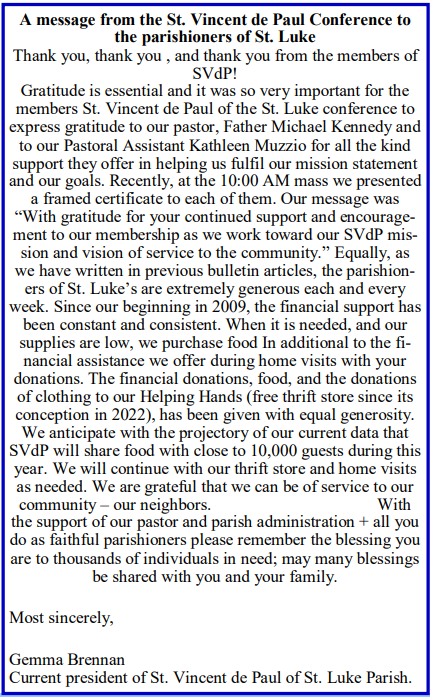 A message from the St. Vincent de Paul Conference to
the parishioners of St. Luke
Thank you, thank you , and thank you from the members of
SVdP!
Gratitude is essential and it was so very important for the
members St. Vincent de Paul of the St. Luke conference to
express gratitude to our pastor, Father Michael Kennedy and
to our Pastoral Assistant Kathleen Muzzio for all the kind
support they offer in helping us fulfil our mission statement
and our goals. Recently, at the 10:00 AM mass we presented
a framed certificate to each of them. Our message was
“With gratitude for your continued support and encourage-
ment to our membership as we work toward our SVdP mis-
sion and vision of service to the community.” Equally, as
we have written in previous bulletin articles, the parishion-
ers of St. Luke’s are extremely generous each and every
week. Since our beginning in 2009, the financial support has
been constant and consistent. When it is needed, and our
supplies are low, we purchase food In additional to the fi-
nancial assistance we offer during home visits with your
donations. The financial donations, food, and the donations
of clothing to our Helping Hands (free thrift store since its
conception in 2022), has been given with equal generosity.
We anticipate with the projectory of our current data that
SVdP will share food with close to 10,000 guests during this
year. We will continue with our thrift store and home visits
as needed. We are grateful that we can be of service to our
community – our neighbors. With
the support of our pastor and parish administration + all you
do as faithful parishioners please remember the blessing you
are to thousands of individuals in need; may many blessings
be shared with you and your family.
Most sincerely,
Gemma Brennan
Current president of St. Vincent de Paul of St. Luke Parish.